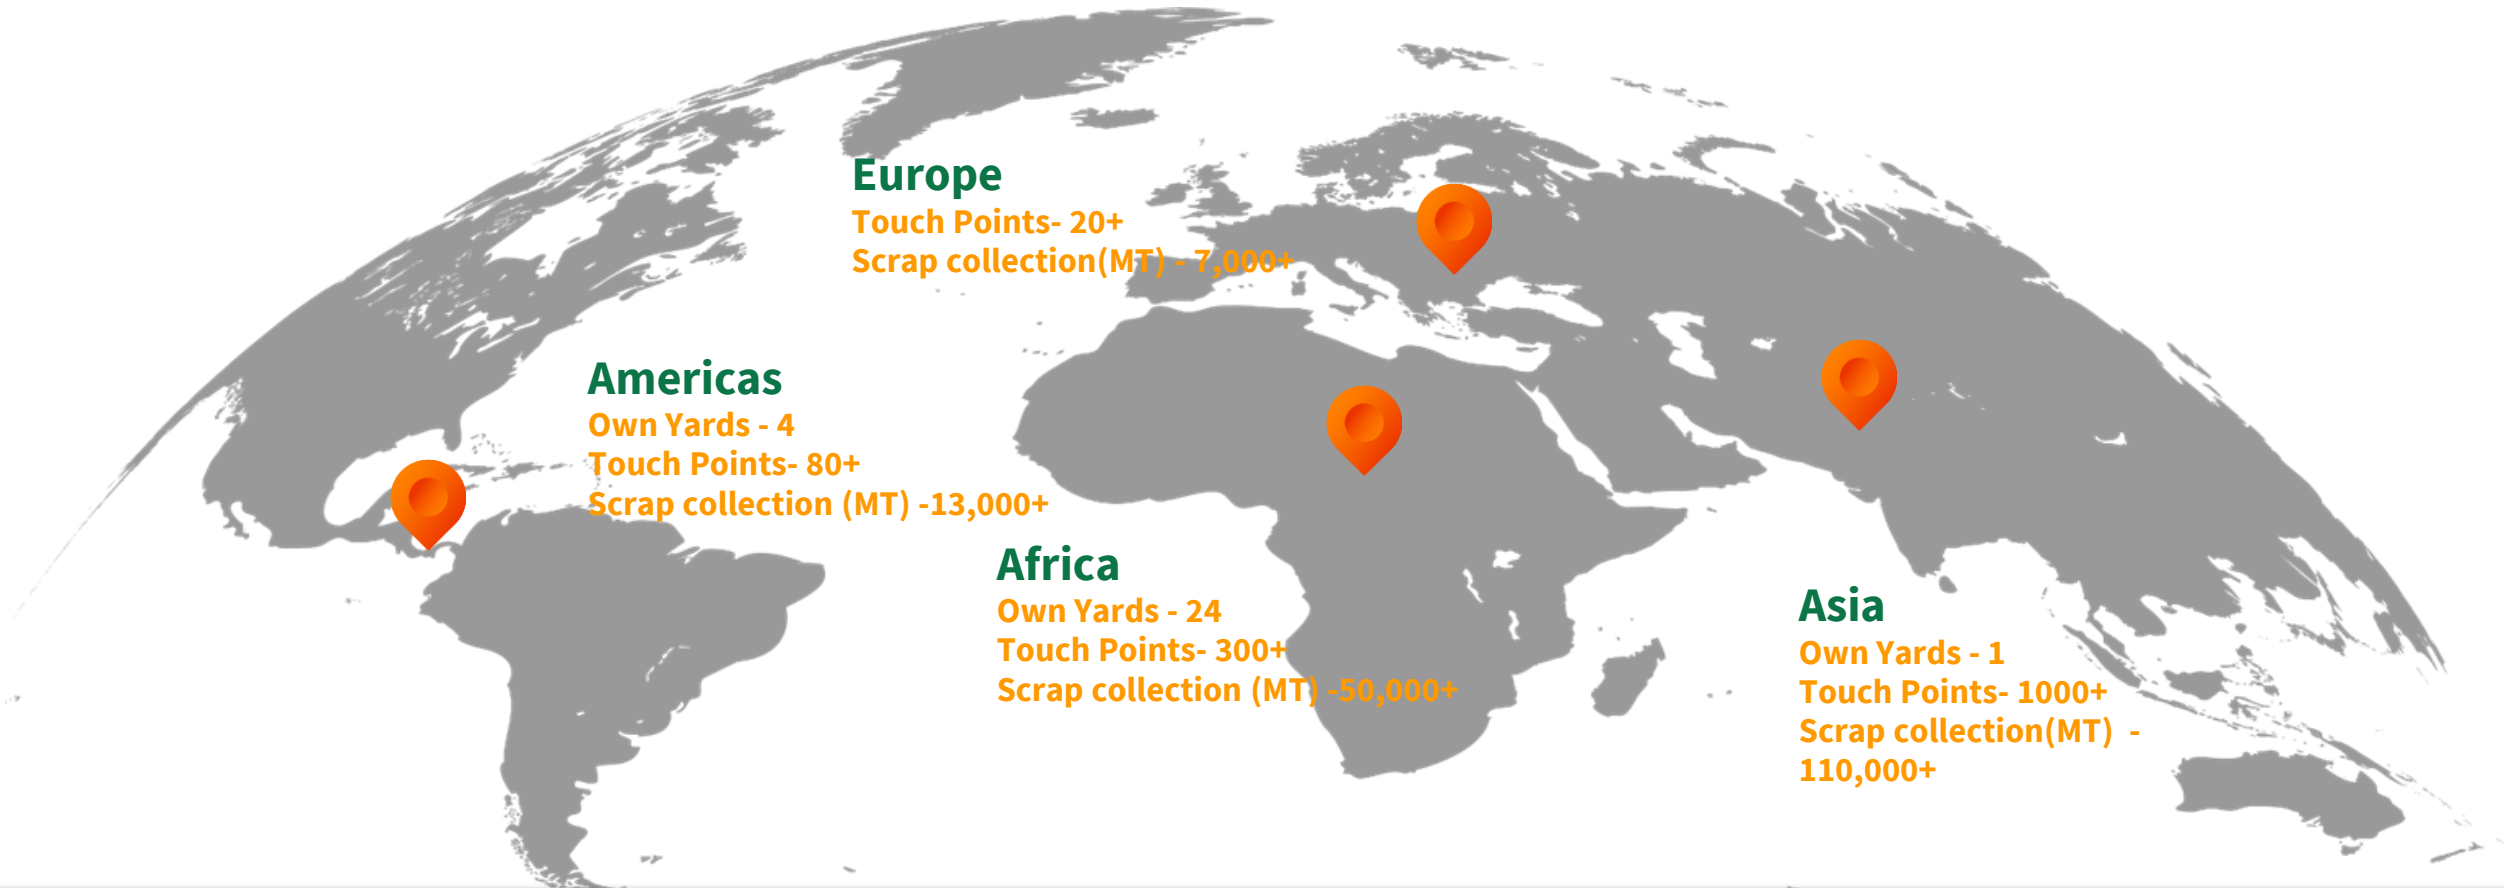 Europe
Touch Points- 20+
Scrap collection(MT) - 7,000+
Americas
Own Yards - 4
Touch Points- 80+
Scrap collection (MT) -13,000+
Africa
Own Yards - 24
Touch Points- 300+
Scrap collection (MT) -50,000+
Asia
Own Yards - 1
Touch Points- 1000+
Scrap collection(MT)  -
110,000+